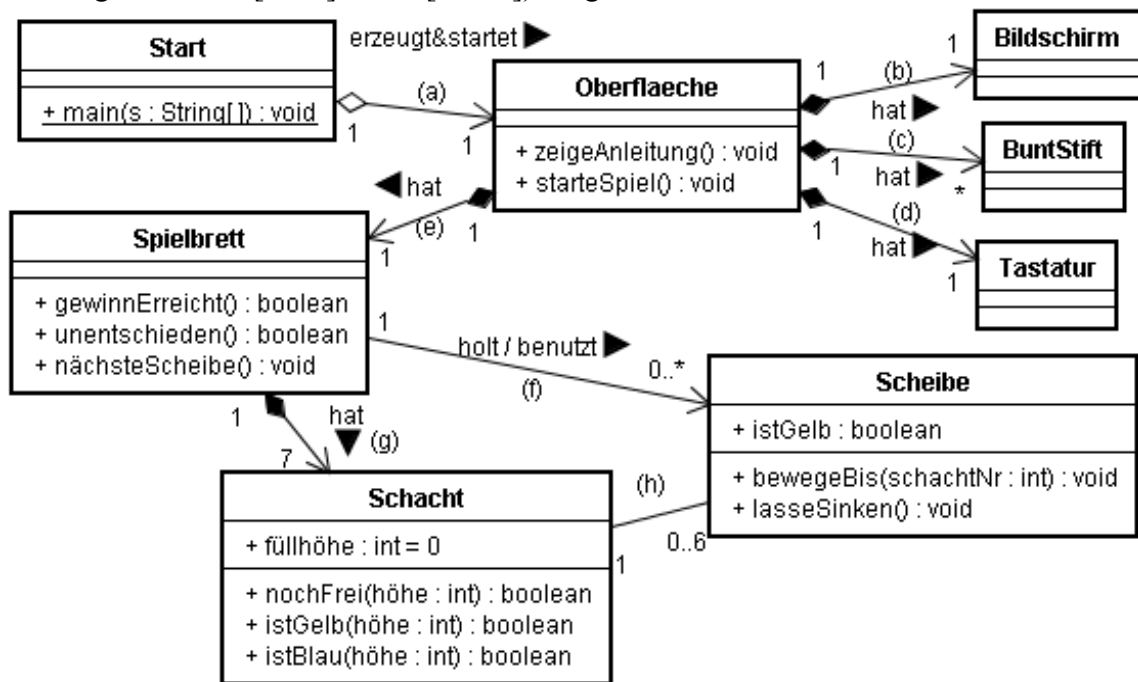 Start
+ main(s : String[]) : void
erzeugt&startet
(a)
1
1
Oberflaeche
+ zeigeAnleitung() : void
+ starteSpiel() : void
1
(b)
hat
1
Bildschirm
1
(c)
hat
*
BuntStift
1
(d)
hat
1
Tastatur
hat
(e)
1
1
Spielbrett
+ gewinnErreicht() : boolean
+ unentschieden() : boolean
+ nächsteScheibe() : void
1
holt / benutzt
(f)
0..*
Scheibe
+ istGelb : boolean
+ bewegeBis(schachtNr : int) : void
+ lasseSinken() : void
1
hat
(g)
7
Schacht
+ füllhöhe : int = 0
+ nochFrei(höhe : int) : boolean
+ istGelb(höhe : int) : boolean
+ istBlau(höhe : int) : boolean
(h)
1
0..6